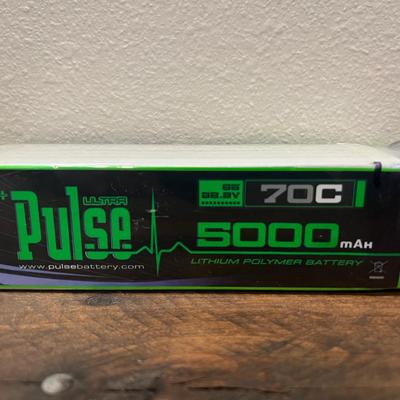 ULTRA
Pulse
www.pulsebattery.com
6S
22.2V
70C
5000mAH
LITHIUM POLYMER BATTERY